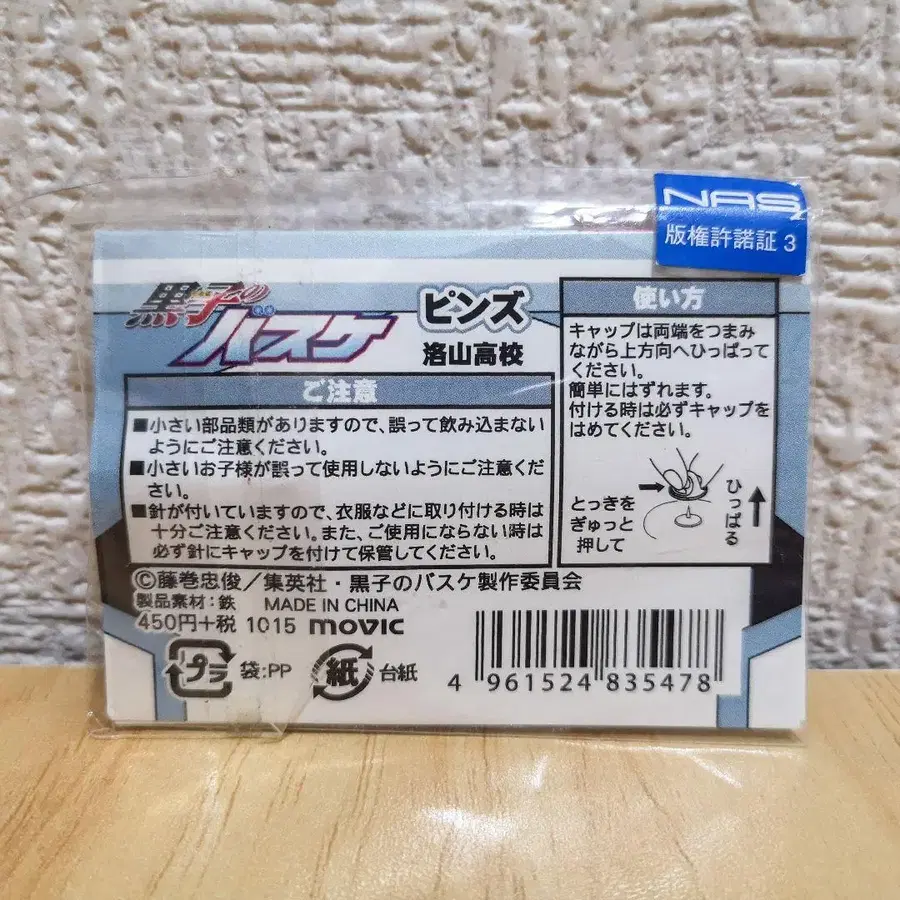 NAS
版権許諾証 3
黒子の
バスケ
ピンズ
洛山高校
ご注意
■小さい部品類がありますので、誤って飲み込まない
ようにご注意ください。
■小さいお子様が誤って使用しないようにご注意くだ
さい。
■針が付いていますので、衣服などに取り付ける時は
十分ご注意ください。また、ご使用にならない時は
必ず針にキャップを付けて保管してください。
使い方
キャップは両端をつまみ
ながら上方向へひっぱって
ください。
簡単にはずれます。
付ける時は必ずキャップを
はめてください。
とっきを
ぎゅっと
押して
ひっぱる
©藤巻忠俊／集英社・黒子のバスケ製作委員会
製品素材:鉄 MADE IN CHINA
450円+税 1015 movic
プラ 袋:PP 紙 台紙
4 961524 835478